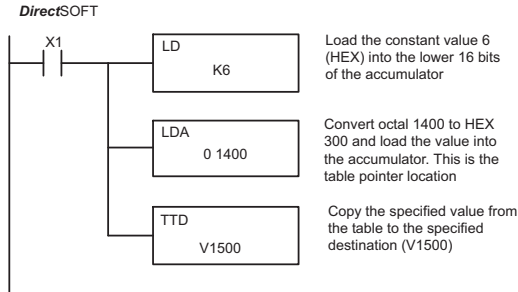 DirectSOFT
X1
LD
K6
Load the constant value 6
(HEX) into the lower 16 bits
of the accumulator
LDA
0 1400
Convert octal 1400 to HEX
300 and load the value into
the accumulator. This is the
table pointer location
TTD
V1500
Copy the specified value from
the table to the specified
destination (V1500)